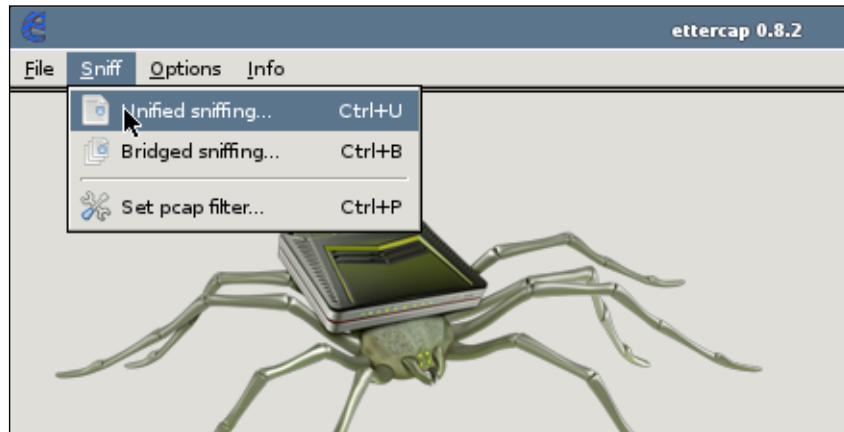 ettercap 0.8.2
File Sniff Options Info
Unified sniffing... Ctrl+U
Bridged sniffing... Ctrl+B
Set pcap filter... Ctrl+P